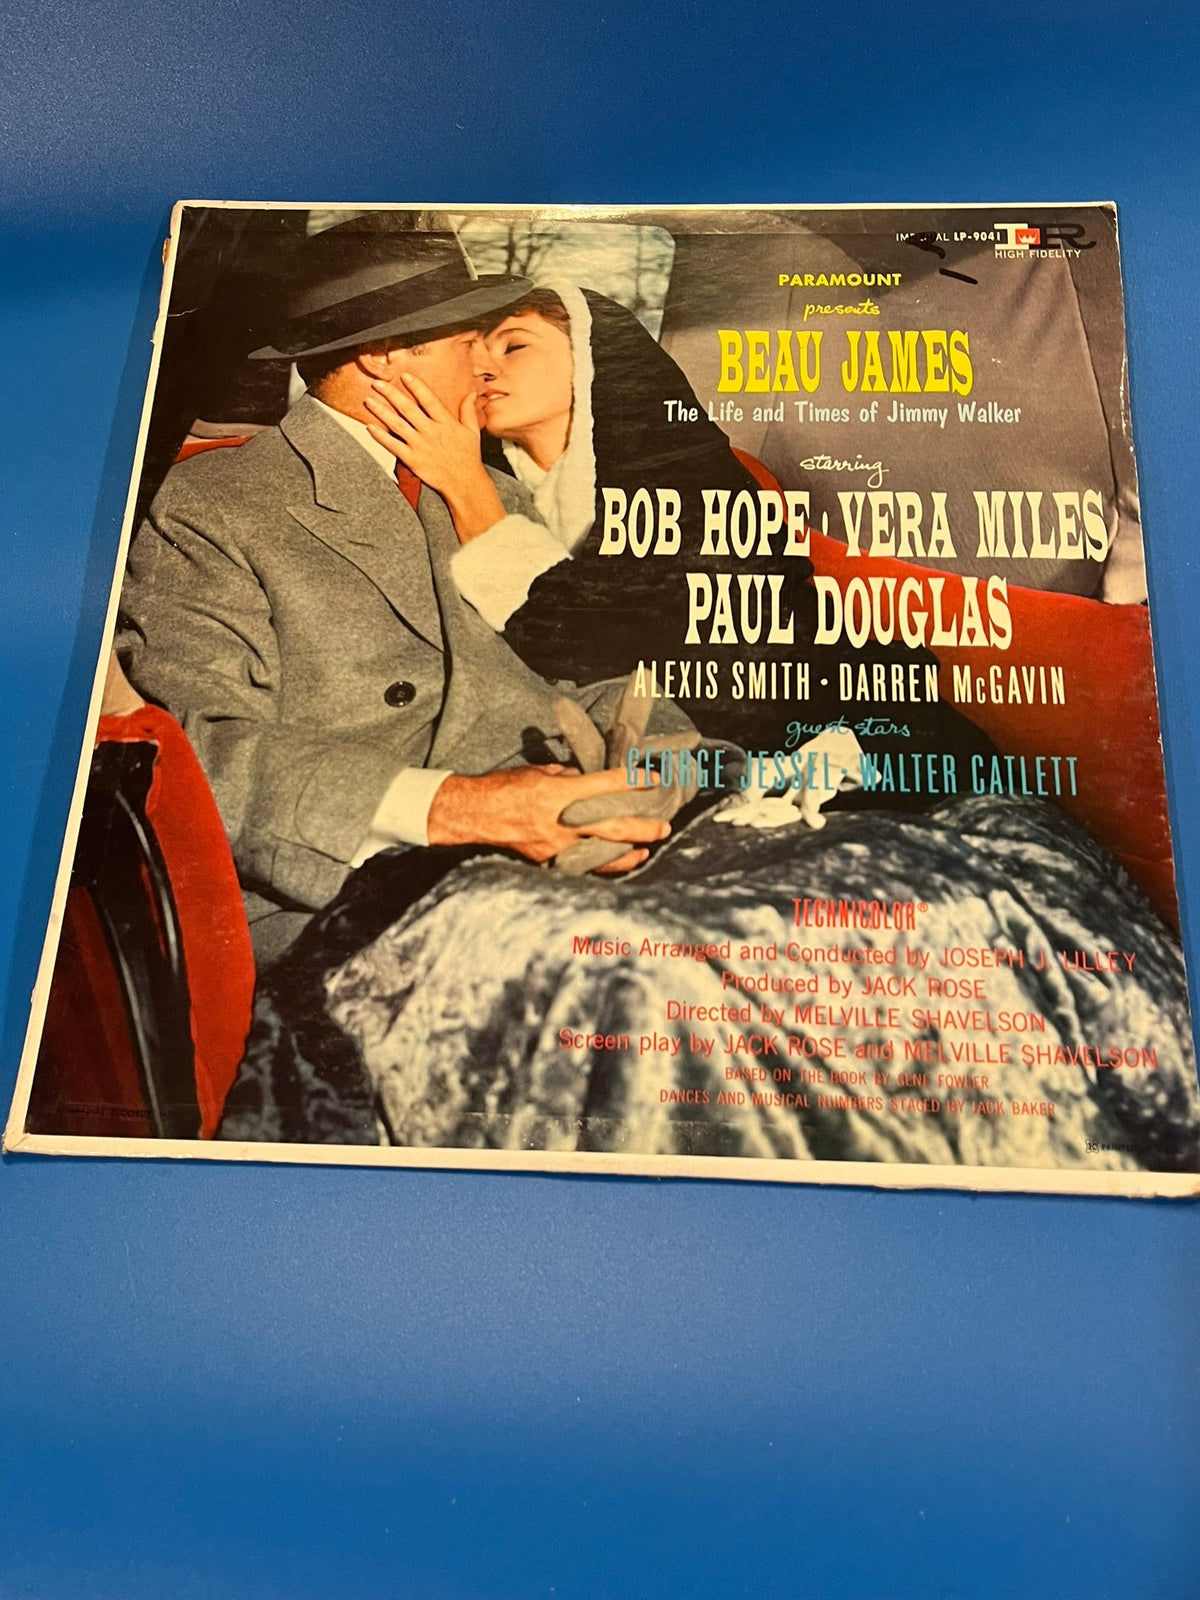 LP-9041
HIGH FIDELITY
PARAMOUNT
presents
BEAU JAMES
The Life and Times of Jimmy Walker
starring
BOB HOPE · VERA MILES
PAUL DOUGLAS
ALEXIS SMITH · DARREN McGAVIN
guest stars
GEORGE JESSEL · WALTER CATLETT
TECHNICOLOR®
Music Arranged and Conducted by JOSEPH J. LILLEY
Produced by JACK ROSE
Directed by MELVILLE SHAVELSON
Screen play by JACK ROSE and MELVILLE SHAVELSON
BASED ON THE BOOK BY GENE FOWLER
DANCES AND MUSICAL NUMBERS STAGED BY JACK BAKER